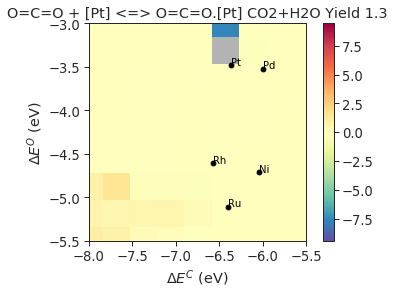 O=C=O + [Pt] <=> O=C=O.[Pt] CO2+H2O Yield 1.3
−3.0
−3.5
−4.0
−4.5
−5.0
−5.5
ΔE^O (eV)
Pt
Pd
Rh
Ni
Ru
−8.0 −7.5 −7.0 −6.5 −6.0 −5.5
ΔE^C (eV)
7.5
5.0
2.5
0.0
−2.5
−5.0
−7.5